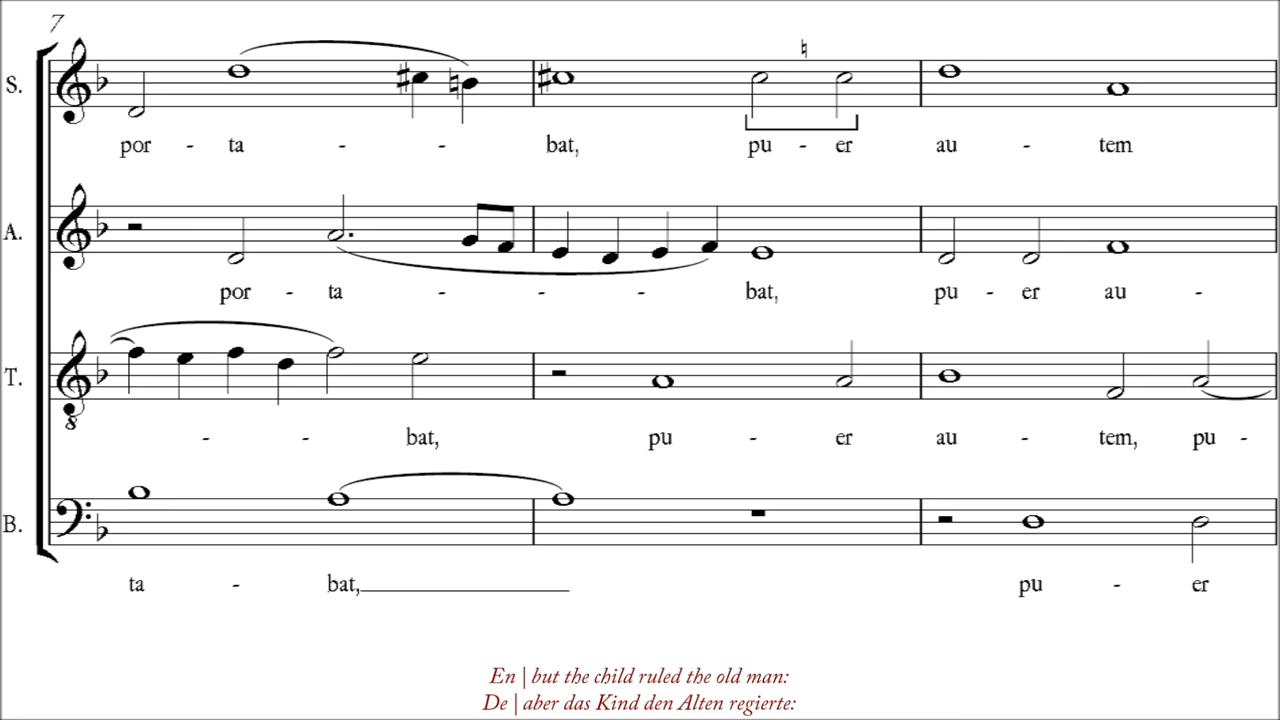 7
S.
por - ta - - bat, pu - er au - tem
A.
por - ta - - - - bat, pu - er au -
T.
8
- - bat, pu - er au - tem, pu -
B.
ta - bat, pu - er
En | but the child ruled the old man:
De | aber das Kind den Alten regierte: